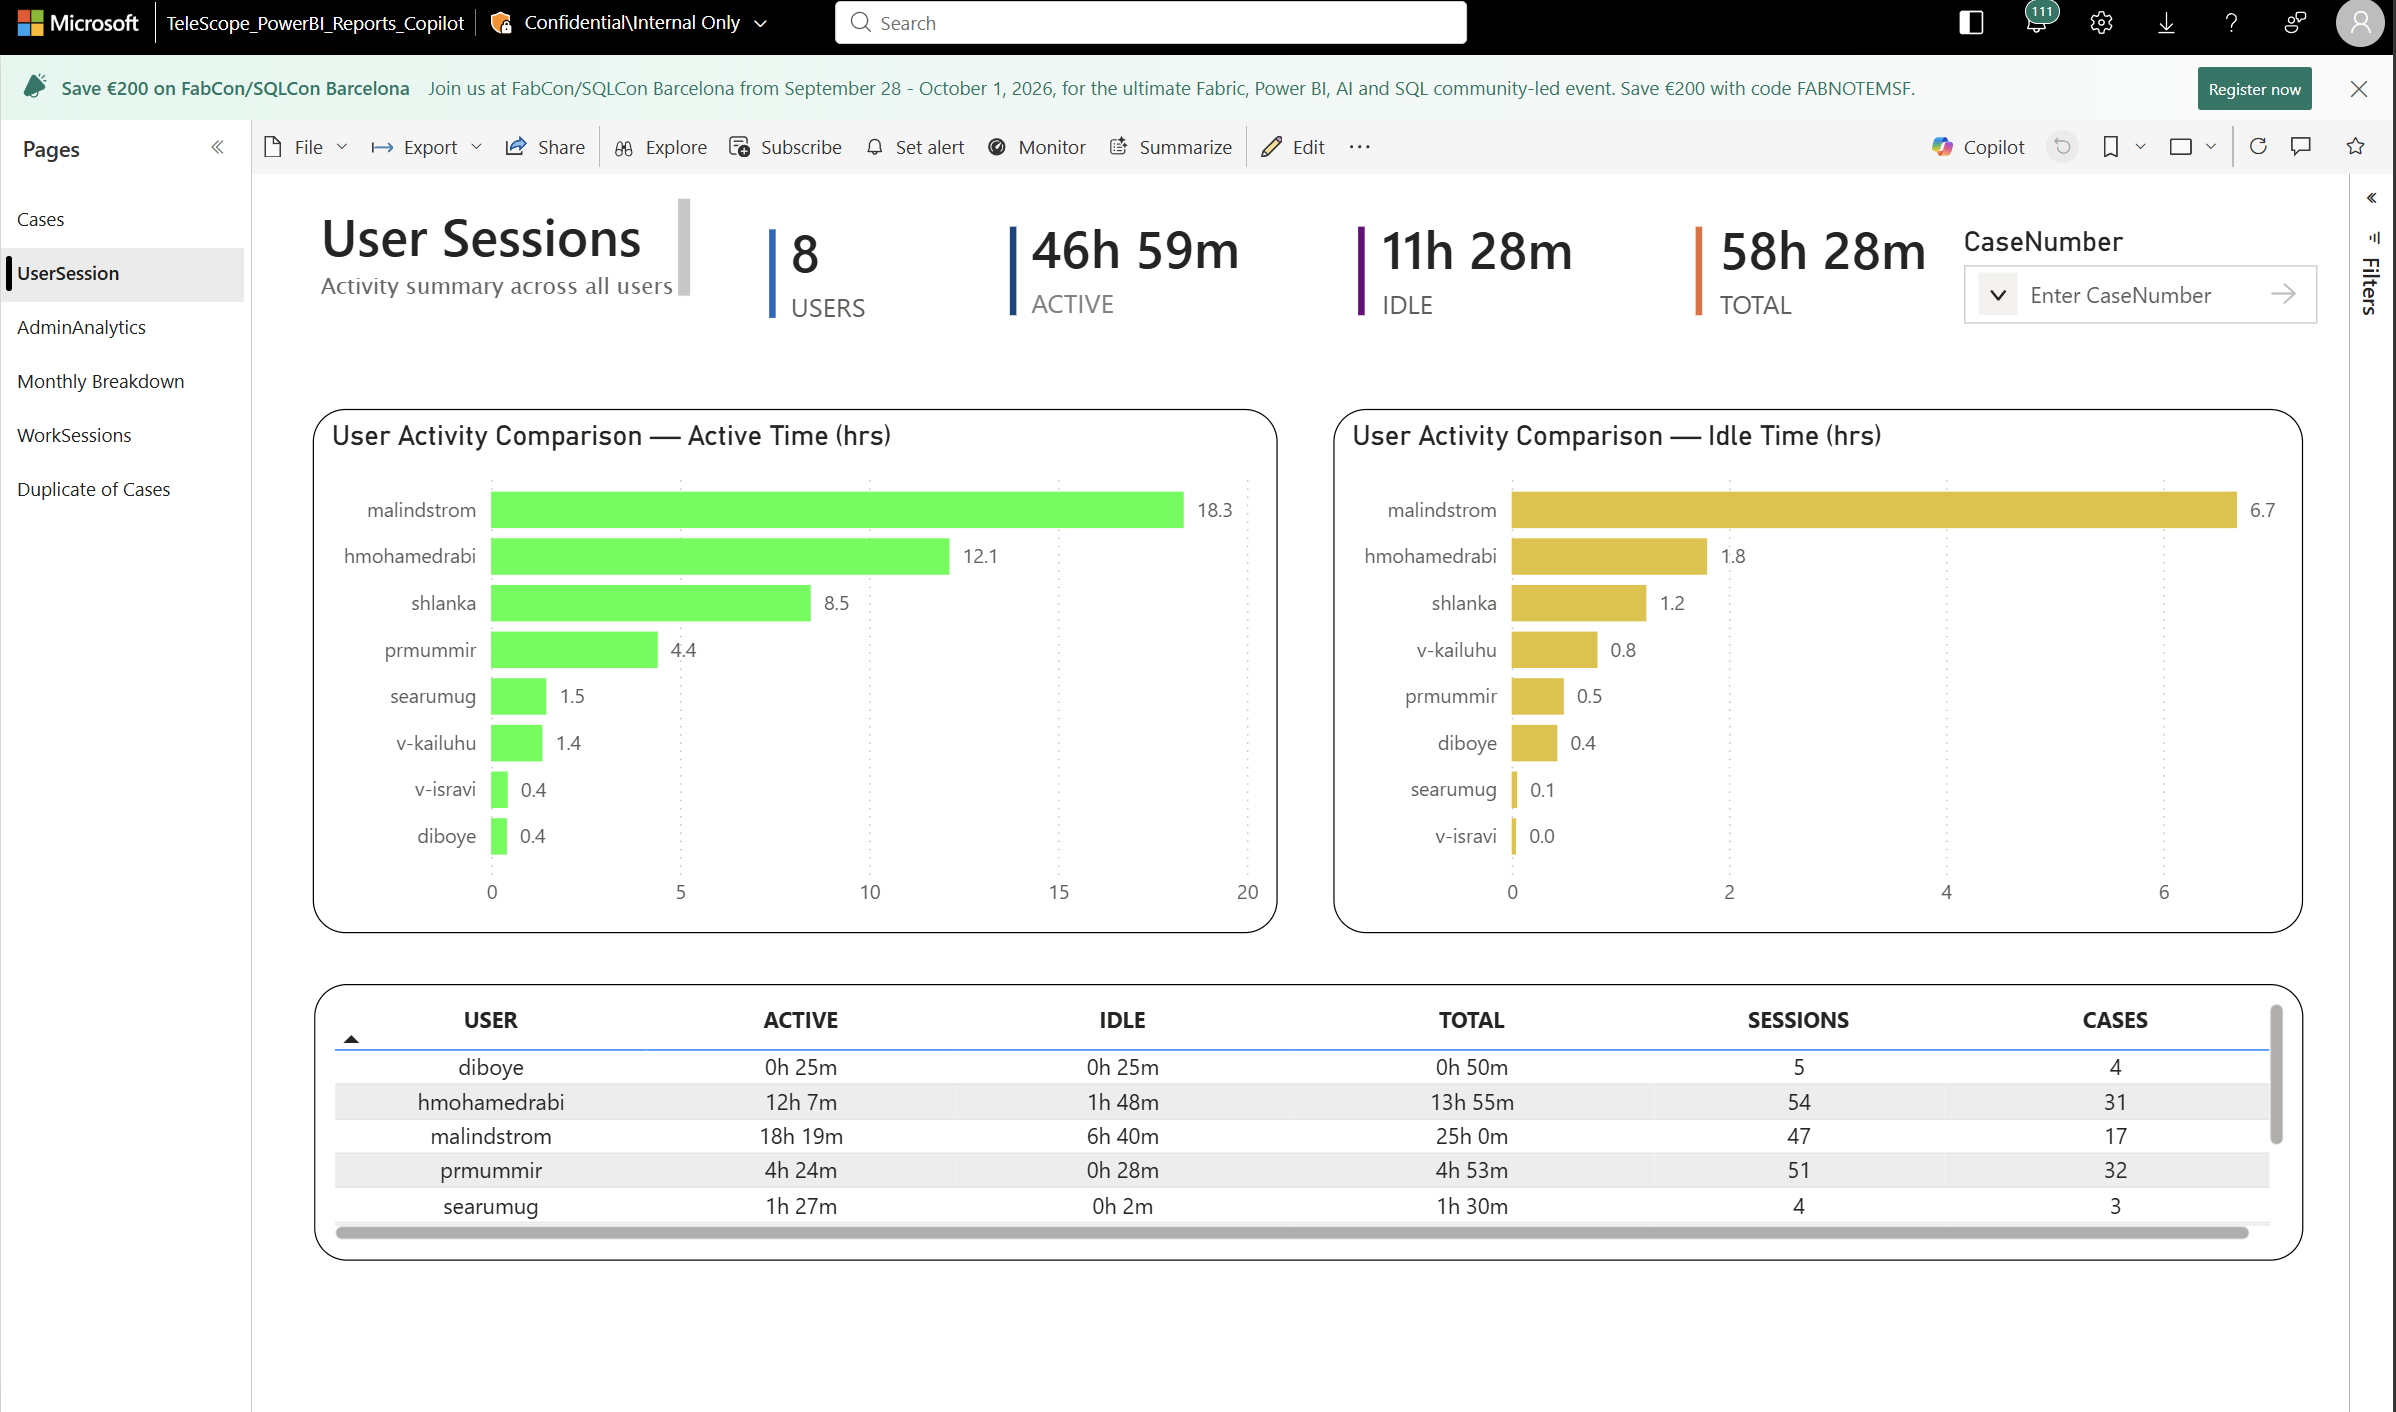 Microsoft TeleScope_PowerBI_Reports_Copilot Confidential\Internal Only Search 111
Save €200 on FabCon/SQLCon Barcelona Join us at FabCon/SQLCon Barcelona from September 28 - October 1, 2026, for the ultimate Fabric, Power BI, AI and SQL community-led event. Save €200 with code FABNOTEMSF. Register now
Pages
File Export Share Explore Subscribe Set alert Monitor Summarize Edit Copilot
Cases
UserSession
AdminAnalytics
Monthly Breakdown
WorkSessions
Duplicate of Cases
User Sessions
Activity summary across all users
8
USERS
46h 59m
ACTIVE
11h 28m
IDLE
58h 28m
TOTAL
CaseNumber
Enter CaseNumber
Filters
User Activity Comparison — Active Time (hrs)
malindstrom 18.3
hmohamedrabi 12.1
shlanka 8.5
prmummir 4.4
searumug 1.5
v-kailuhu 1.4
v-isravi 0.4
diboye 0.4
0 5 10 15 20
User Activity Comparison — Idle Time (hrs)
malindstrom 6.7
hmohamedrabi 1.8
shlanka 1.2
v-kailuhu 0.8
prmummir 0.5
diboye 0.4
searumug 0.1
v-isravi 0.0
0 2 4 6
USER ACTIVE IDLE TOTAL SESSIONS CASES
diboye 0h 25m 0h 25m 0h 50m 5 4
hmohamedrabi 12h 7m 1h 48m 13h 55m 54 31
malindstrom 18h 19m 6h 40m 25h 0m 47 17
prmummir 4h 24m 0h 28m 4h 53m 51 32
searumug 1h 27m 0h 2m 1h 30m 4 3